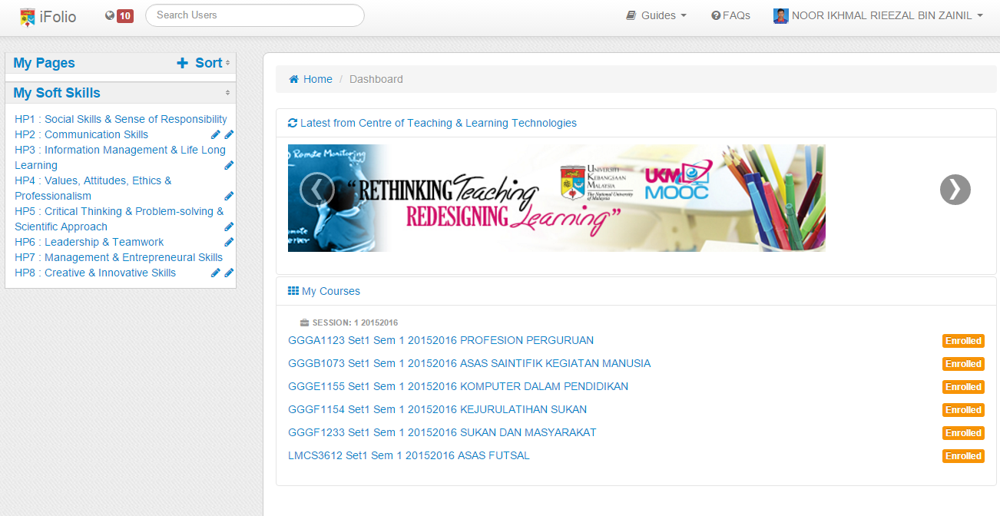 iFolio
10
Search Users
Guides
FAQs
NOOR IKHMAL RIEEZAL BIN ZAINIL
My Pages
Sort
My Soft Skills
HP1 : Social Skills & Sense of Responsibility
HP2 : Communication Skills
HP3 : Information Management & Life Long
Learning
HP4 : Values, Attitudes, Ethics &
Professionalism
HP5 : Critical Thinking & Problem-solving &
Scientific Approach
HP6 : Leadership & Teamwork
HP7 : Management & Entrepreneural Skills
HP8 : Creative & Innovative Skills
Home / Dashboard
Latest from Centre of Teaching & Learning Technologies
Remote Monitoring
“RETHINKING Teaching
REDESIGNING Learning”
UNIVERSITI
KEBANGSAAN
MALAYSIA
The National University
of Malaysia
UKM
MOOC
My Courses
SESSION: 1 20152016
GGGA1123 Set1 Sem 1 20152016 PROFESION PERGURUAN Enrolled
GGGB1073 Set1 Sem 1 20152016 ASAS SAINTIFIK KEGIATAN MANUSIA Enrolled
GGGE1155 Set1 Sem 1 20152016 KOMPUTER DALAM PENDIDIKAN Enrolled
GGGF1154 Set1 Sem 1 20152016 KEJURULATIHAN SUKAN Enrolled
GGGF1233 Set1 Sem 1 20152016 SUKAN DAN MASYARAKAT Enrolled
LMCS3612 Set1 Sem 1 20152016 ASAS FUTSAL Enrolled